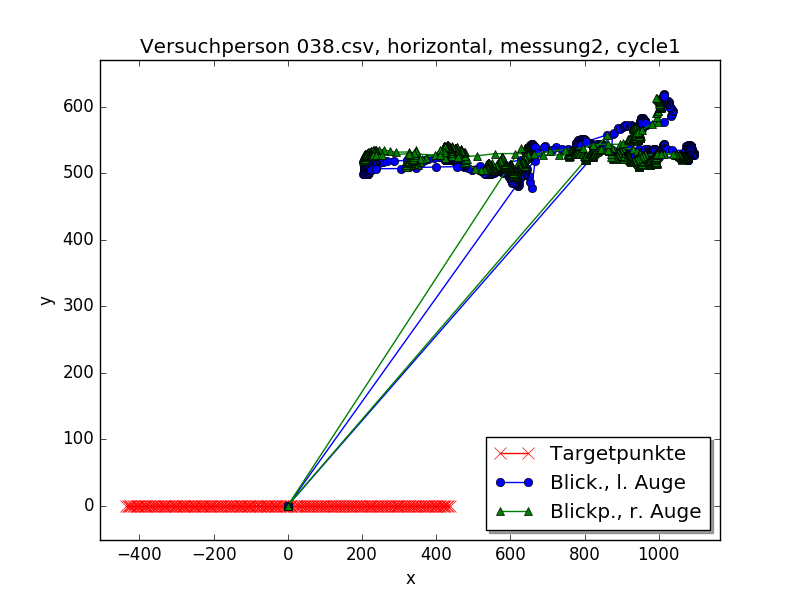 Versuchperson 038.csv, horizontal, messung2, cycle1
y
600
500
400
300
200
100
0
−400 −200 0 200 400 600 800 1000
x
Targetpunkte
Blick., l. Auge
Blickp., r. Auge